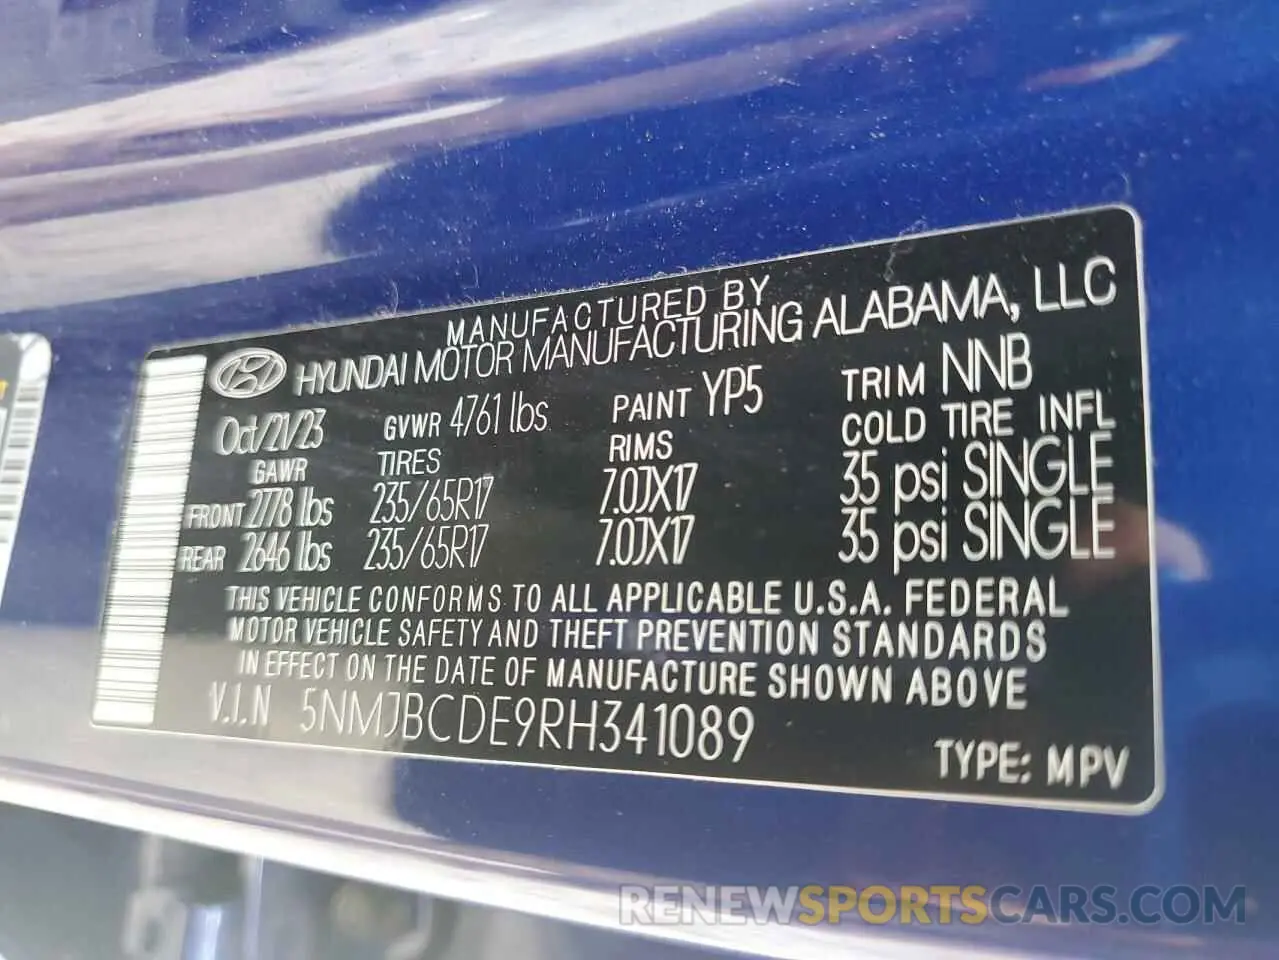 MANUFACTURED BY
HYUNDAI MOTOR MANUFACTURING ALABAMA, LLC
Oct/21/23 GVWR 4761 lbs PAINT YP5 TRIM NNB
GAWR TIRES RIMS COLD TIRE INFL
FRONT 2778 lbs 235/65R17 7.0JX17 35 psi SINGLE
REAR 2646 lbs 235/65R17 7.0JX17 35 psi SINGLE
THIS VEHICLE CONFORMS TO ALL APPLICABLE U.S.A. FEDERAL
MOTOR VEHICLE SAFETY AND THEFT PREVENTION STANDARDS
IN EFFECT ON THE DATE OF MANUFACTURE SHOWN ABOVE
V.I.N 5NMJBCDE9RH341089
TYPE: MPV
RENEWSPORTSCARS.COM